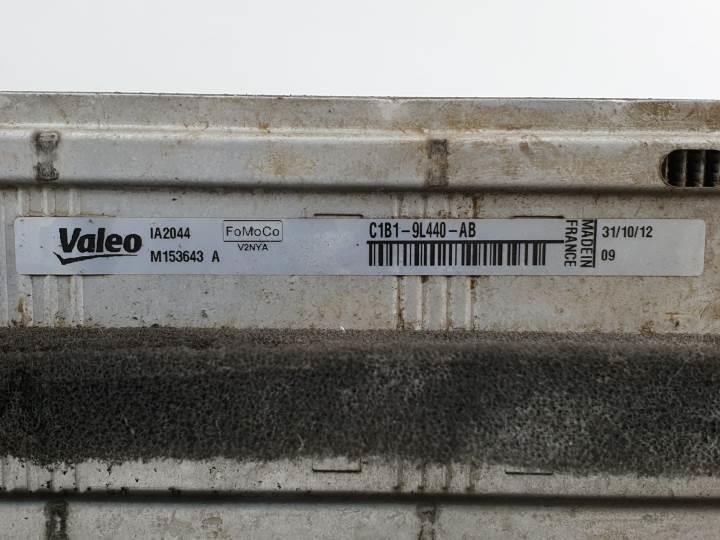 Valeo
IA2044
M153643 A
FoMoCo
V2NYA
C1B1-9L440-AB
MADE IN
FRANCE
31/10/12
09